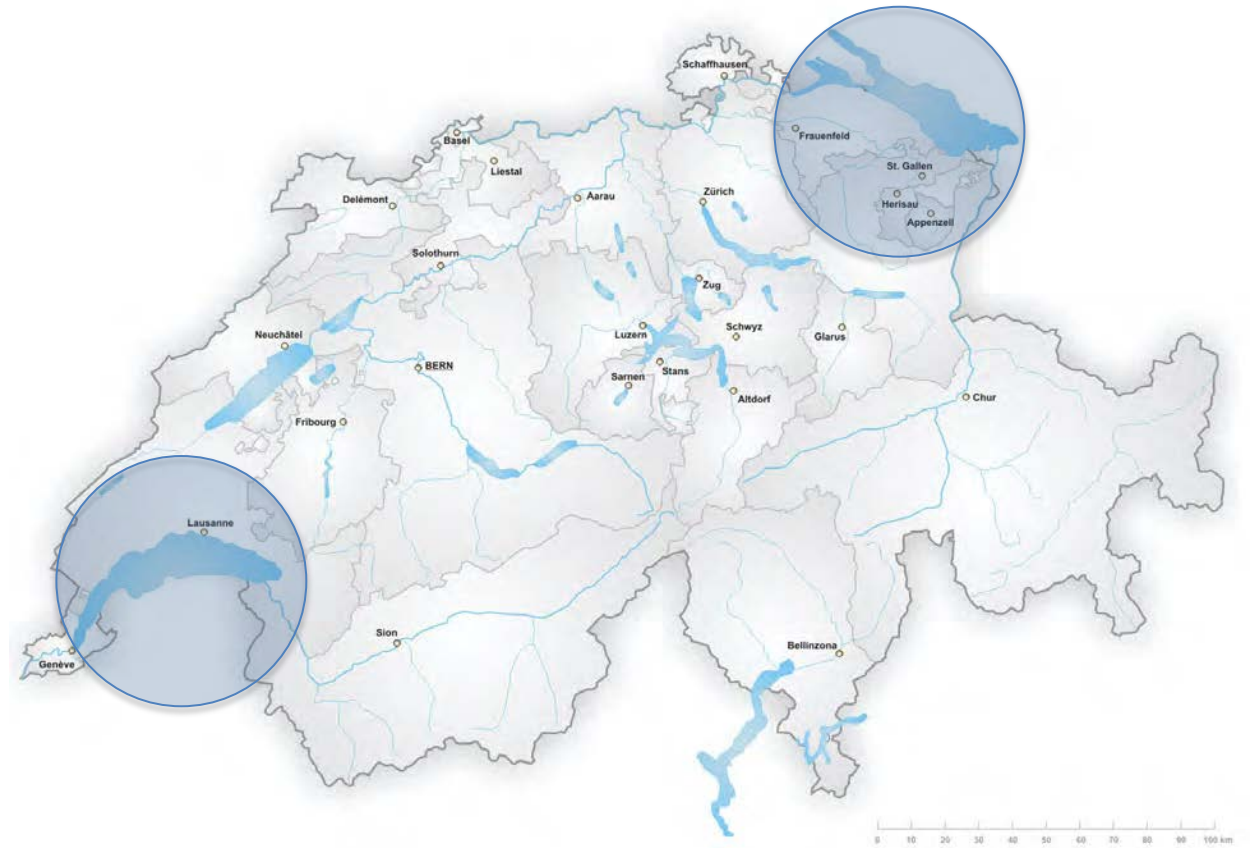 Schaffhausen
Basel
Frauenfeld
Liestal
St. Gallen
Delémont
Aarau
Zürich
Herisau
Appenzell
Solothurn
Zug
Neuchâtel
Luzern
Schwyz
Glarus
BERN
Stans
Sarnen
Altdorf
Chur
Fribourg
Lausanne
Sion
Bellinzona
Genève
0 10 20 30 40 50 60 70 80 90 100 km